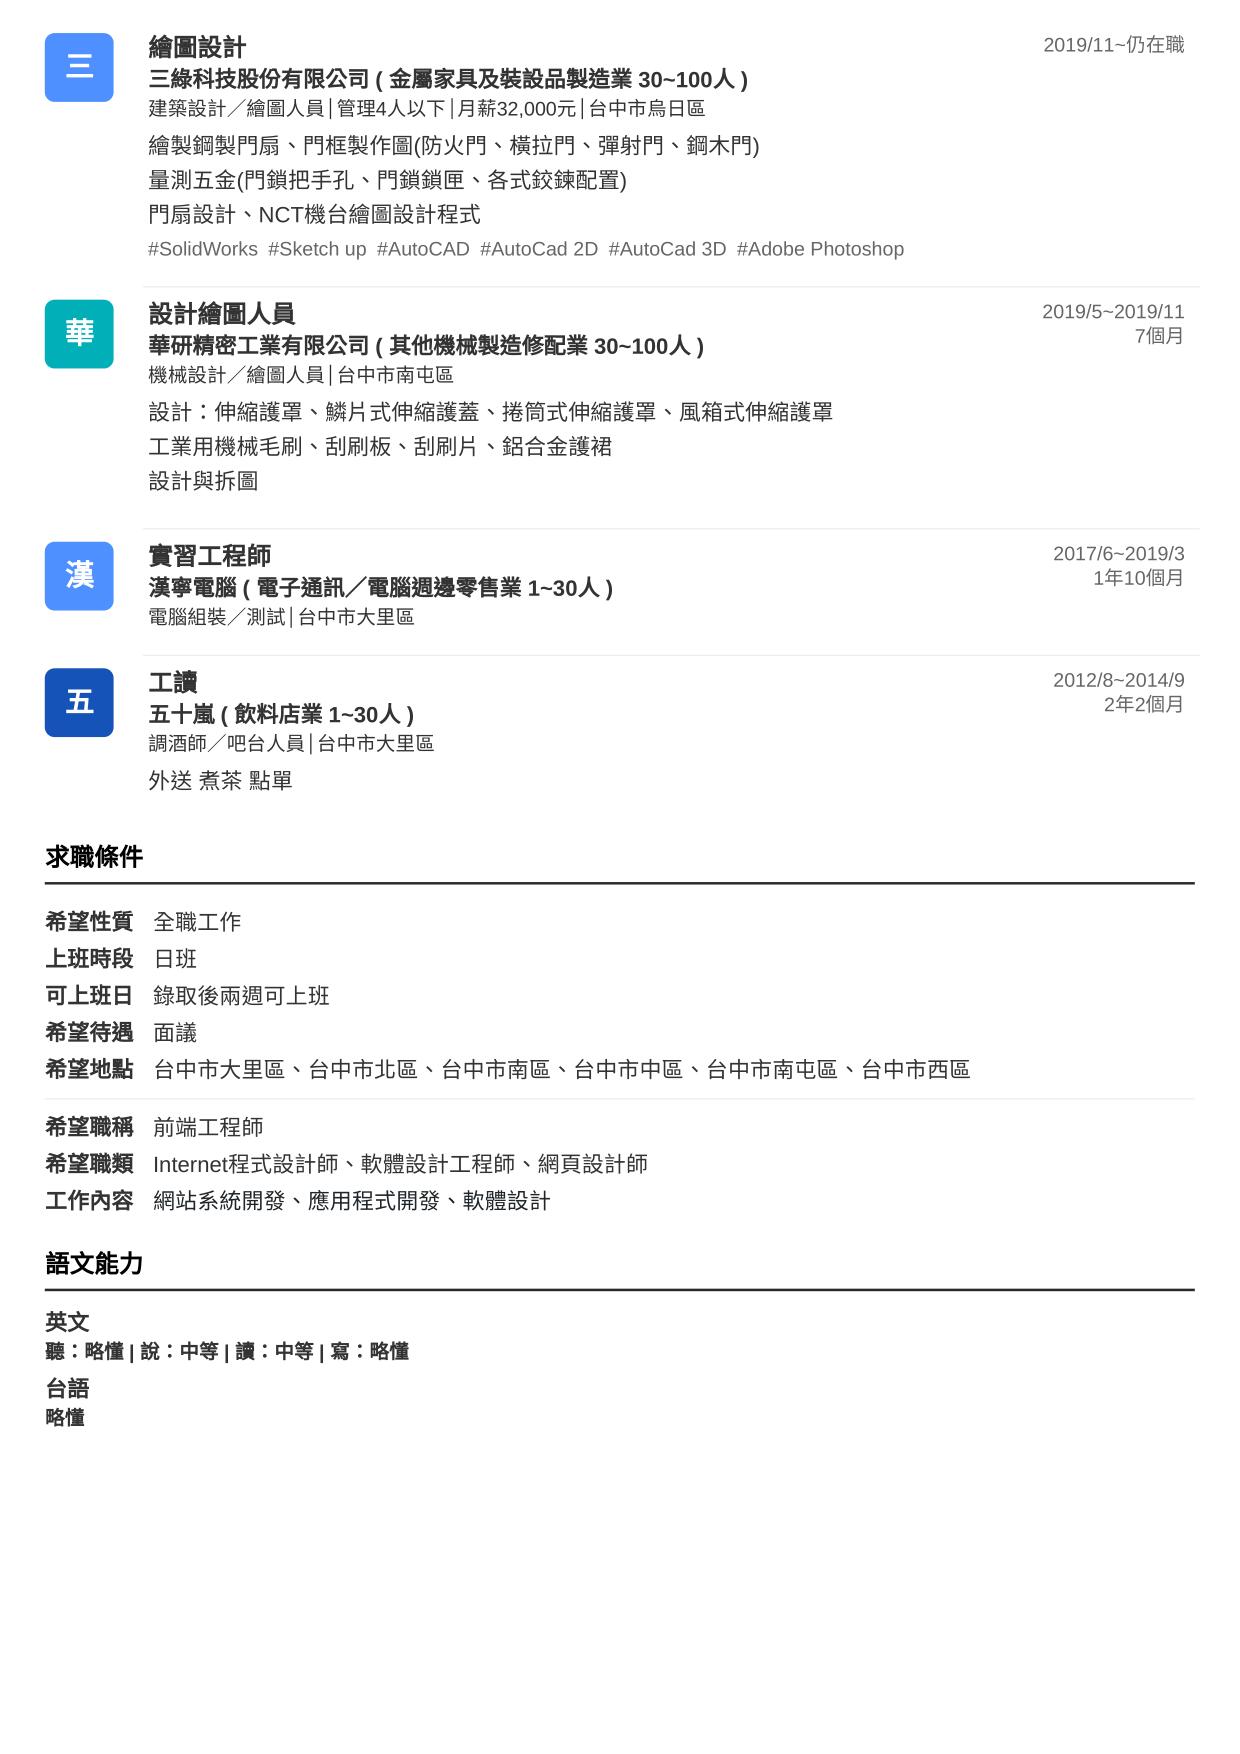 三
繪圖設計
2019/11~仍在職
三綠科技股份有限公司 ( 金屬家具及裝設品製造業 30~100人 )
建築設計╱繪圖人員│管理4人以下│月薪32,000元│台中市烏日區
繪製鋼製門扇、門框製作圖(防火門、橫拉門、彈射門、鋼木門)
量測五金(門鎖把手孔、門鎖鎖匣、各式鉸鍊配置)
門扇設計、NCT機台繪圖設計程式
#SolidWorks #Sketch up #AutoCAD #AutoCad 2D #AutoCad 3D #Adobe Photoshop
華
設計繪圖人員
2019/5~2019/11
7個月
華研精密工業有限公司 ( 其他機械製造修配業 30~100人 )
機械設計╱繪圖人員│台中市南屯區
設計：伸縮護罩、鱗片式伸縮護蓋、捲筒式伸縮護罩、風箱式伸縮護罩
工業用機械毛刷、刮刷板、刮刷片、鋁合金護裙
設計與拆圖
漢
實習工程師
2017/6~2019/3
1年10個月
漢寧電腦 ( 電子通訊╱電腦週邊零售業 1~30人 )
電腦組裝╱測試│台中市大里區
五
工讀
2012/8~2014/9
2年2個月
五十嵐 ( 飲料店業 1~30人 )
調酒師╱吧台人員│台中市大里區
外送 煮茶 點單
求職條件
希望性質 全職工作
上班時段 日班
可上班日 錄取後兩週可上班
希望待遇 面議
希望地點 台中市大里區、台中市北區、台中市南區、台中市中區、台中市南屯區、台中市西區
希望職稱 前端工程師
希望職類 Internet程式設計師、軟體設計工程師、網頁設計師
工作內容 網站系統開發、應用程式開發、軟體設計
語文能力
英文
聽：略懂 | 說：中等 | 讀：中等 | 寫：略懂
台語
略懂